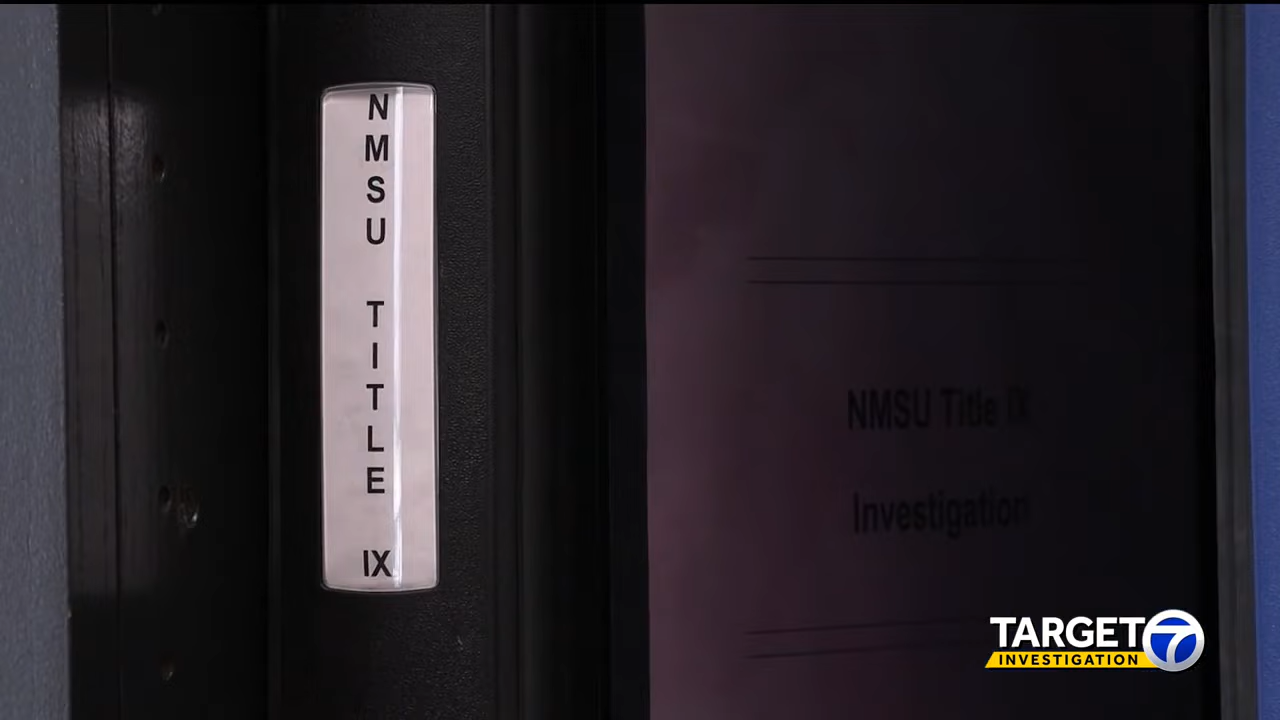 NMSU TITLE IX
NMSU Title IX
Investigation
TARGET 7
INVESTIGATION